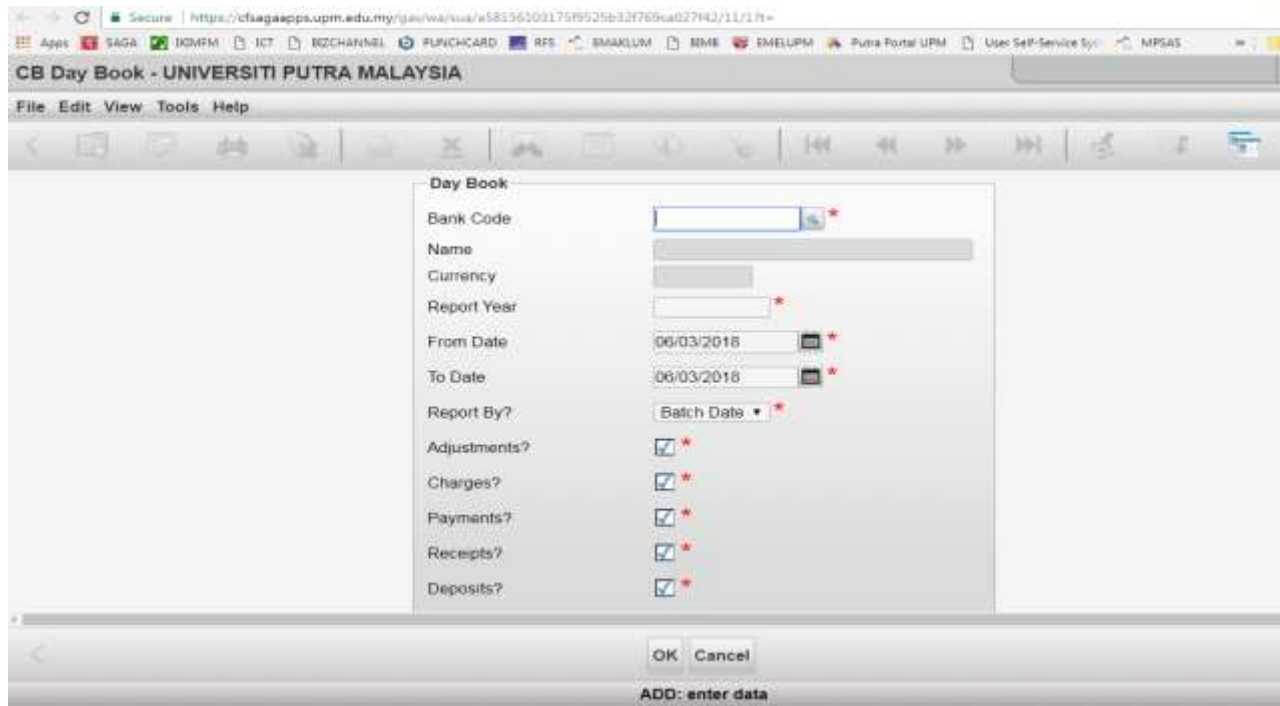 Secure | https://cfsagaapps.upm.edu.my/
Apps SAGA ICT BIZCHANNEL PUNCHCARD RFS EMAKLUM EMELUPM Putra Portal UPM User Self-Service Sys MPSAS
CB Day Book - UNIVERSITI PUTRA MALAYSIA
File Edit View Tools Help
Day Book
Bank Code *
Name
Currency
Report Year *
From Date 06/03/2018 *
To Date 06/03/2018 *
Report By? Batch Date *
Adjustments? *
Charges? *
Payments? *
Receipts? *
Deposits? *
OK Cancel
ADD: enter data